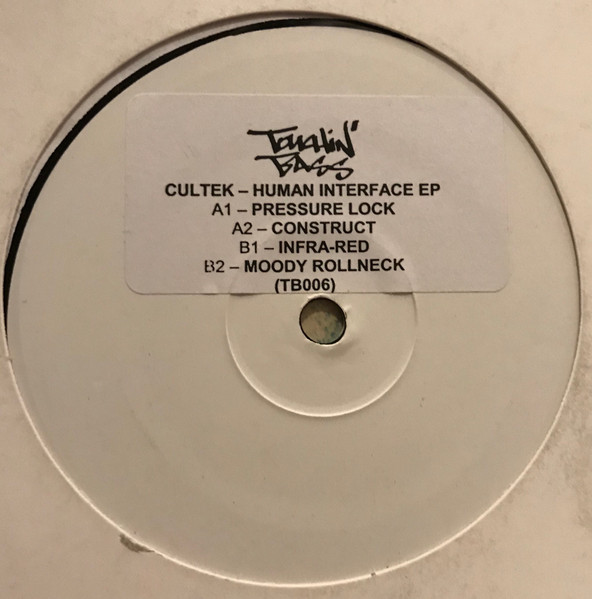 Touchin'
Bass
CULTEK – HUMAN INTERFACE EP
A1 – PRESSURE LOCK
A2 – CONSTRUCT
B1 – INFRA-RED
B2 – MOODY ROLLNECK
(TB006)